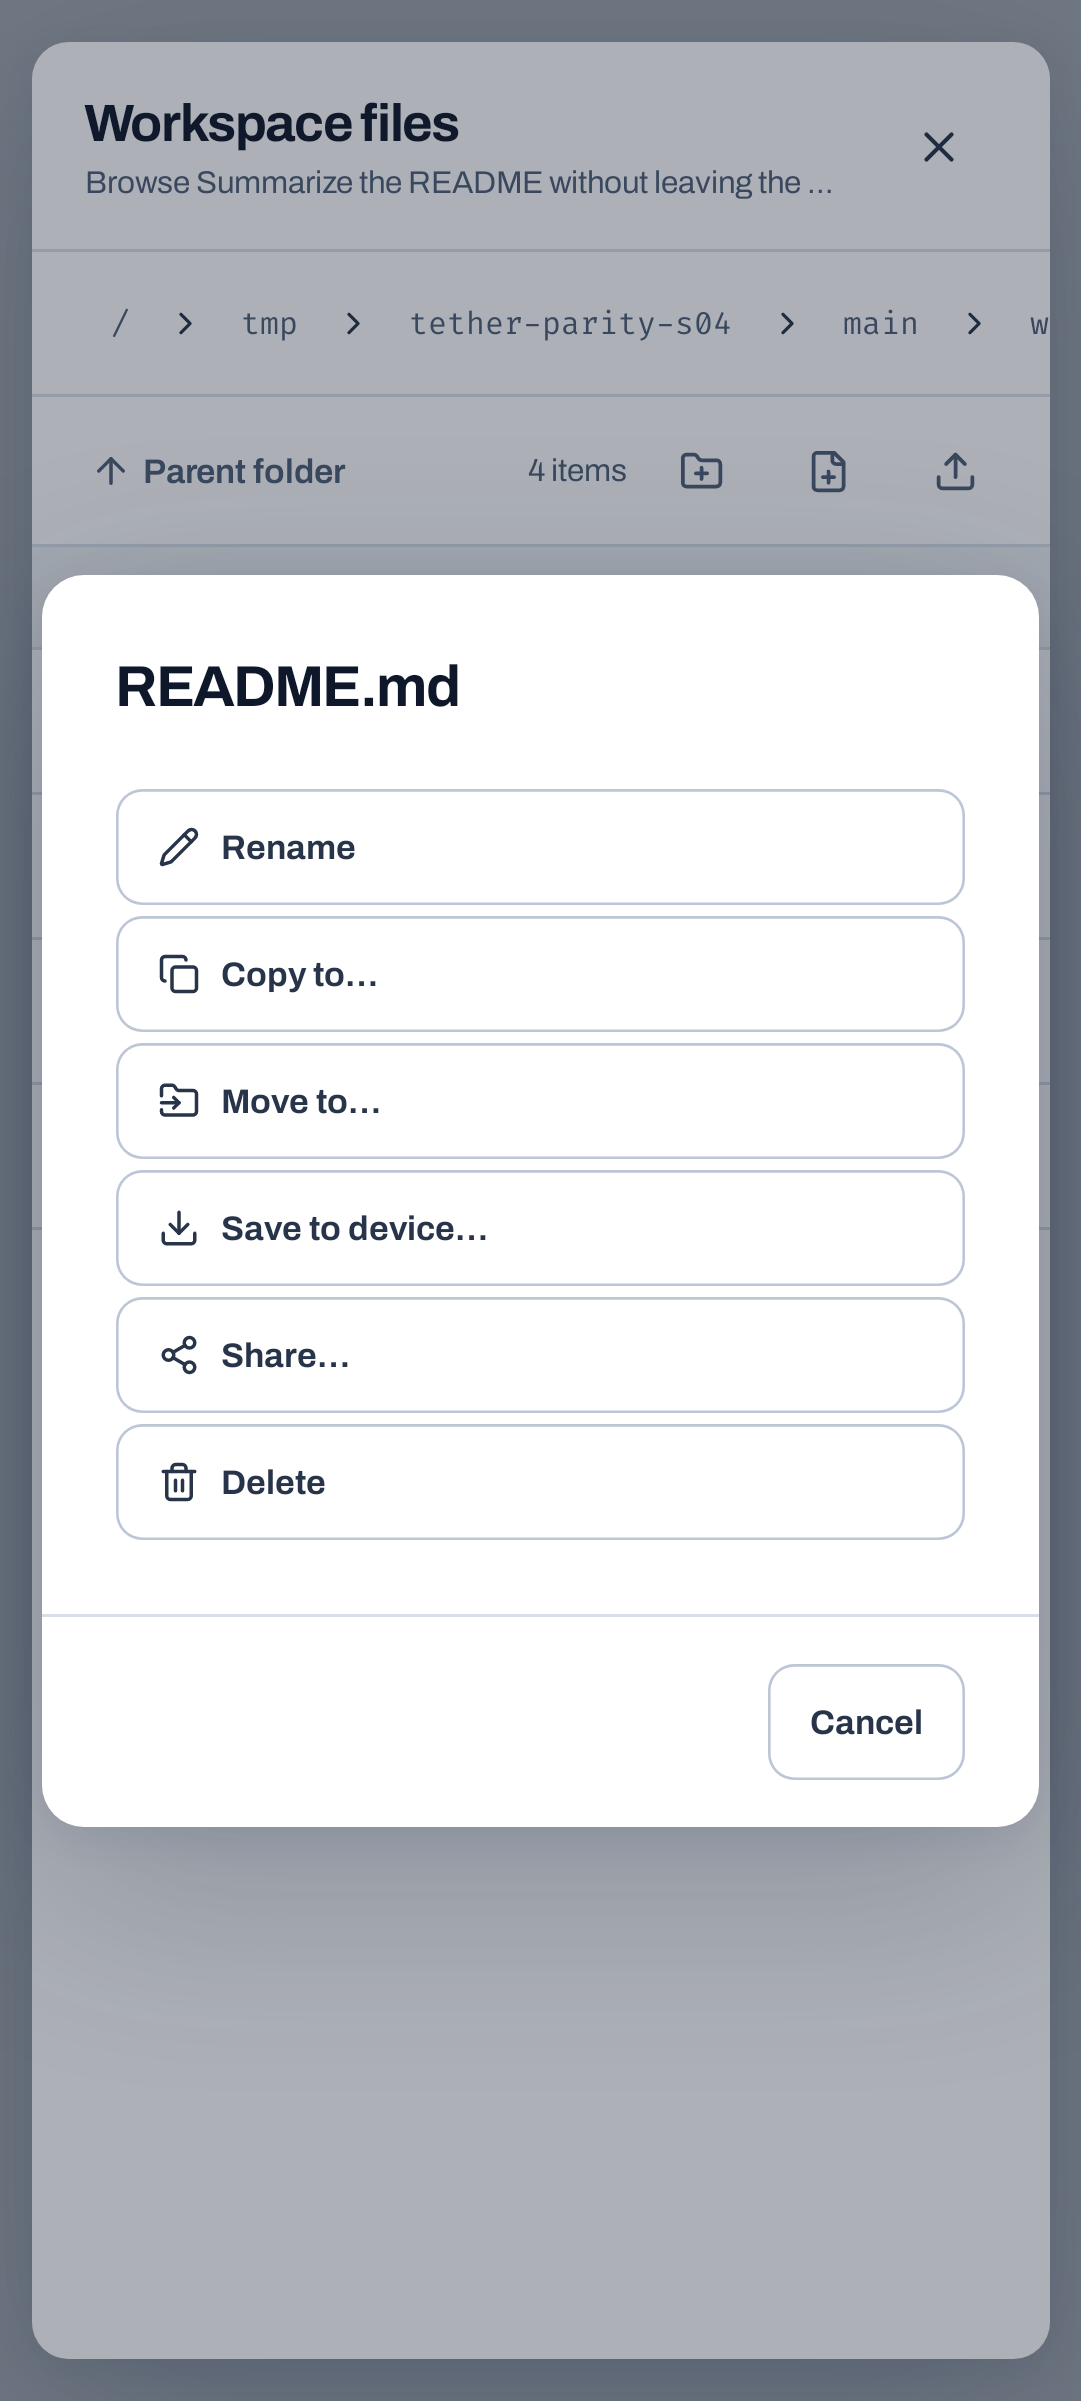 Workspace files
Browse Summarize the README without leaving the ...
/ > tmp > tether-parity-s04 > main > w
Parent folder 4 items
README.md
Rename
Copy to...
Move to...
Save to device...
Share...
Delete
Cancel